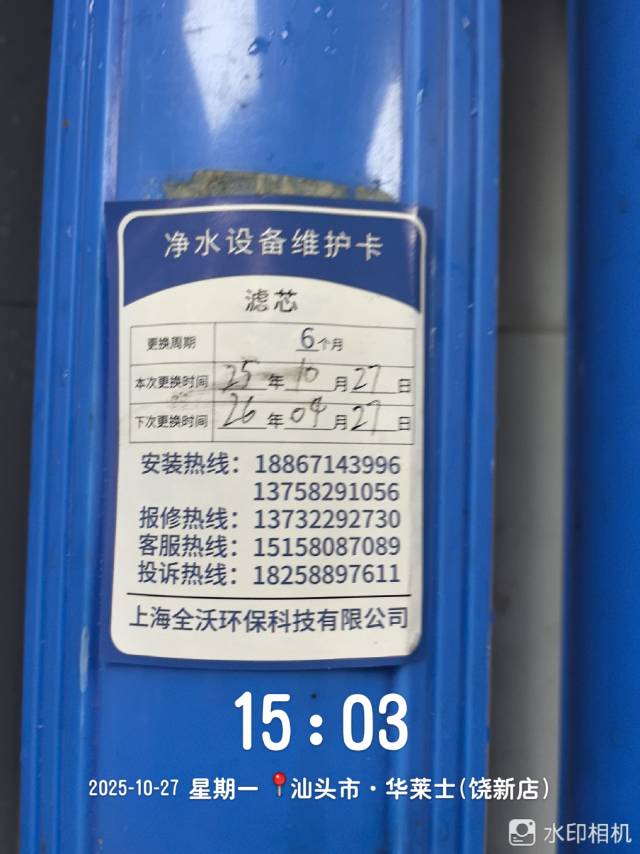 净水设备维护卡
滤芯
更换周期 6个月
本次更换时间 25年10月27日
下次更换时间 26年04月27日
安装热线：18867143996
13758291056
报修热线：13732292730
客服热线：15158087089
投诉热线：18258897611
上海全沃环保科技有限公司
15:03
2025-10-27 星期一 📍汕头市·华莱士(饶新店)
水印相机